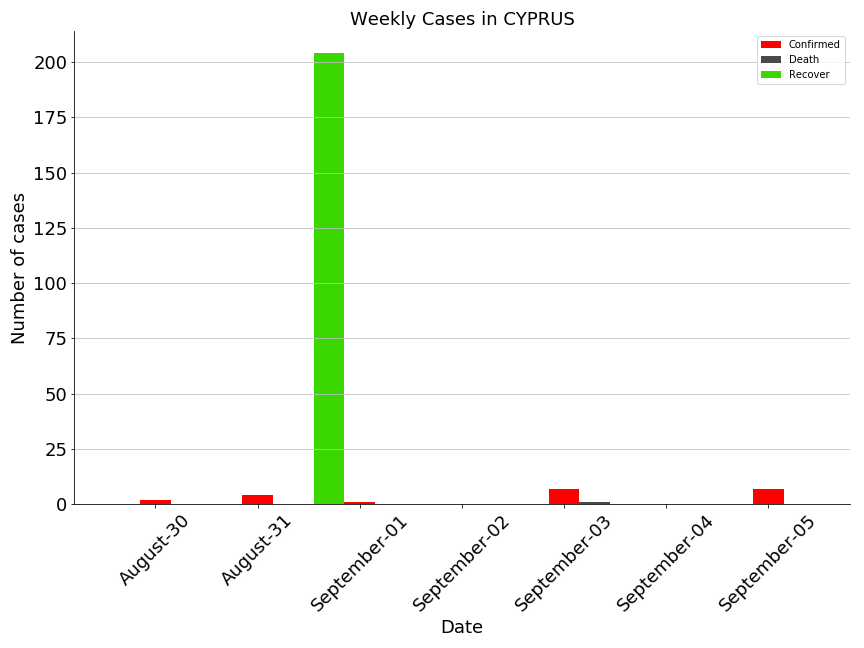 Weekly Cases in CYPRUS
Confirmed
Death
Recover
Number of cases
200
175
150
125
100
75
50
25
0
August-30
August-31
September-01
September-02
September-03
September-04
September-05
Date